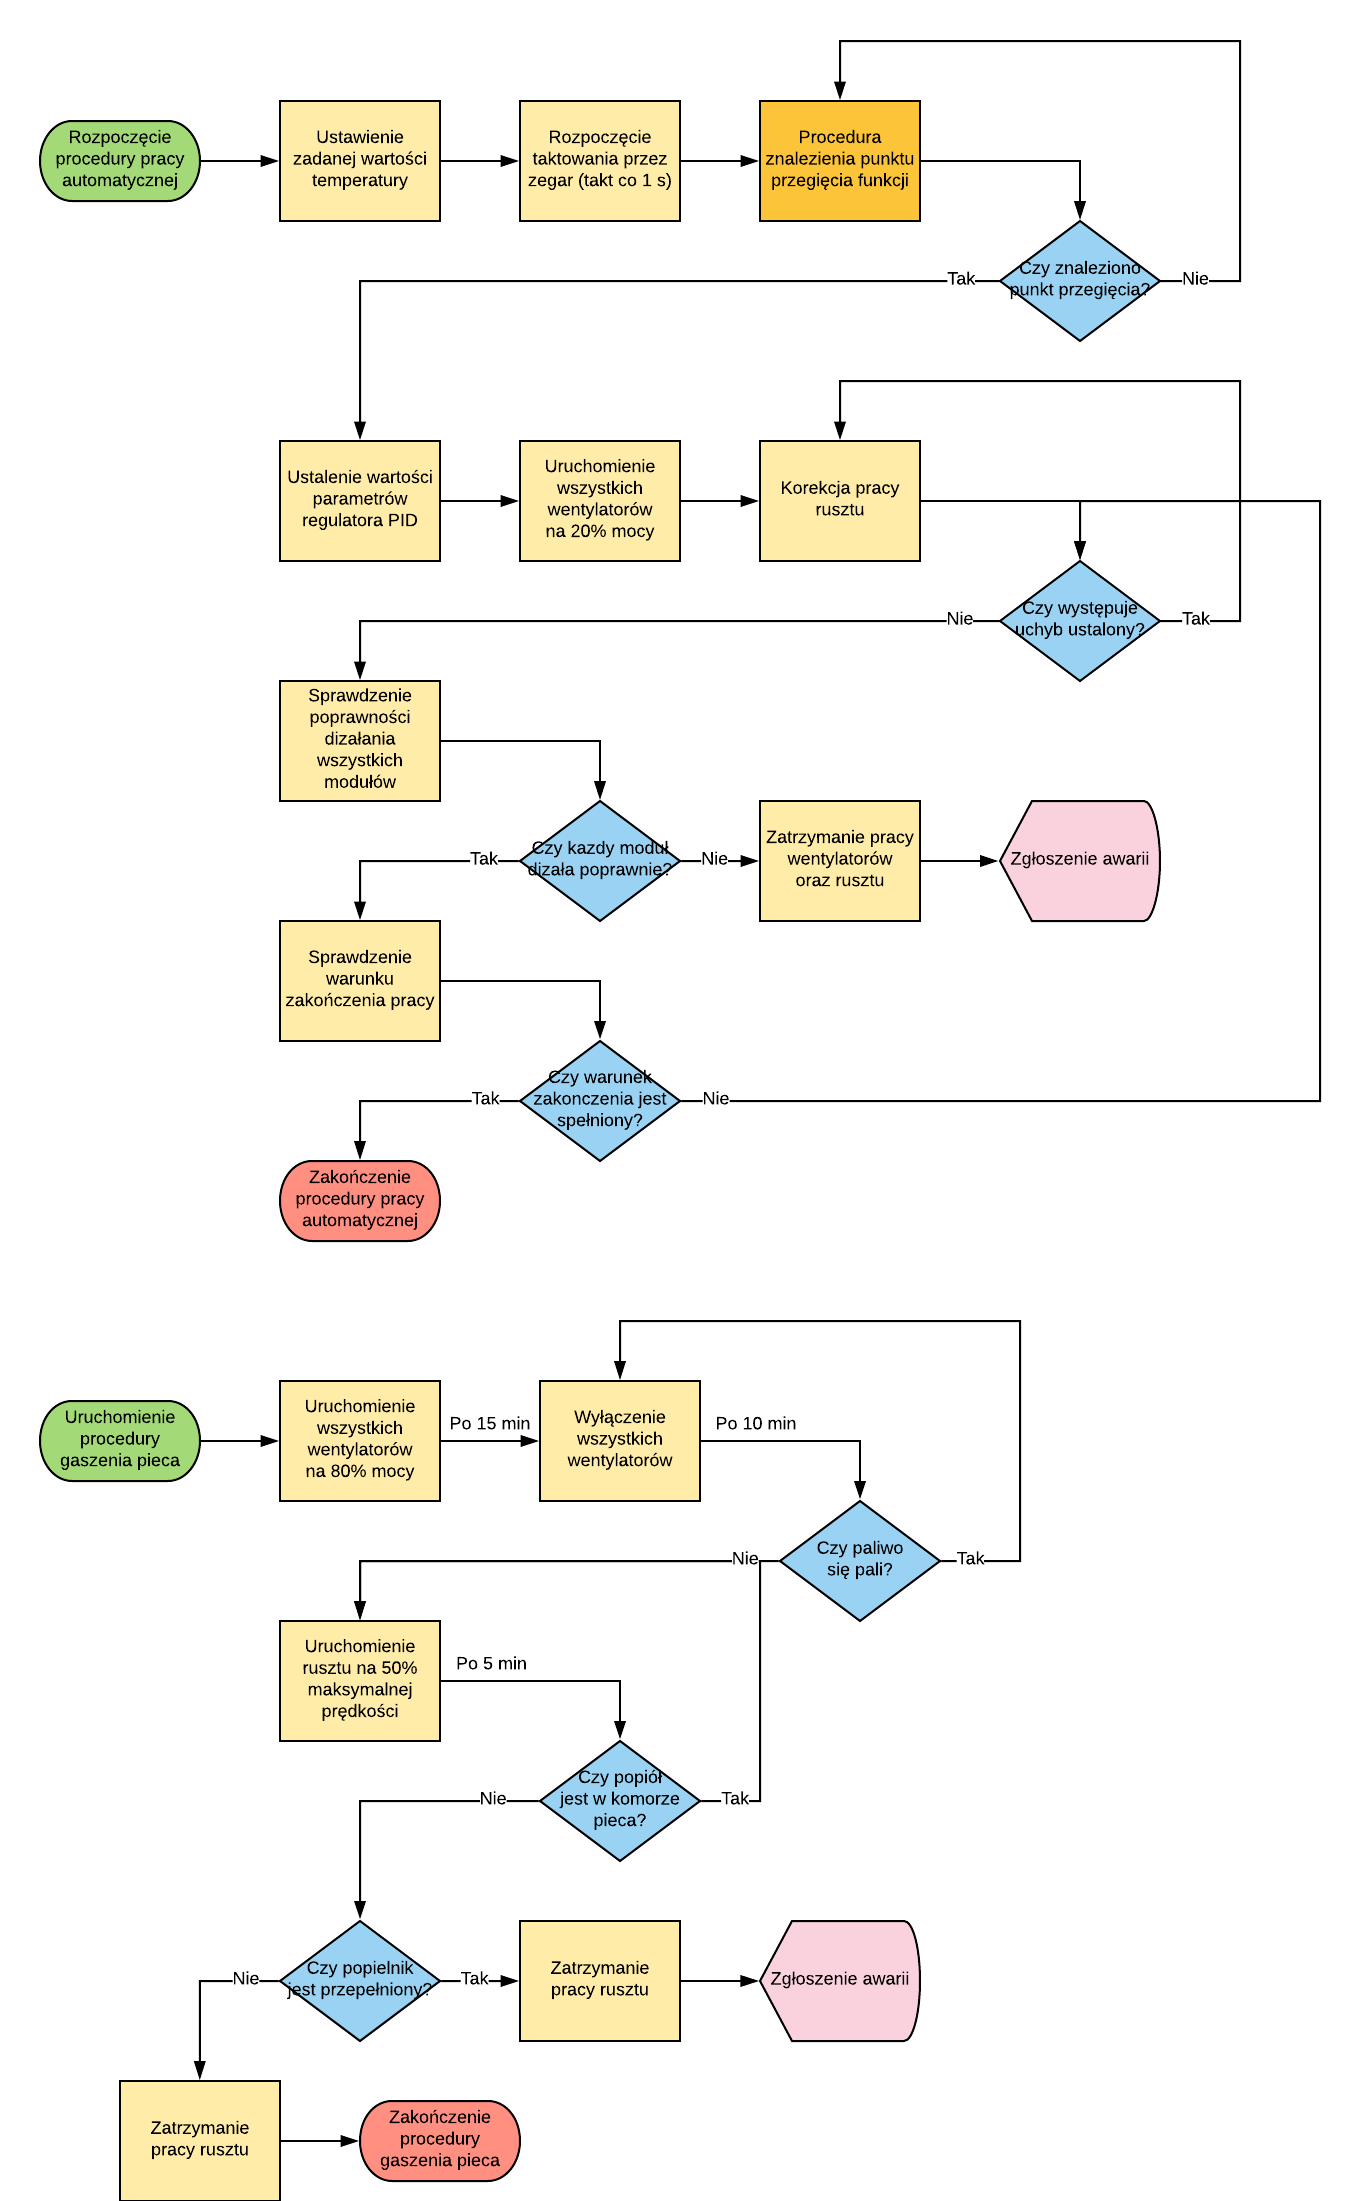 Rozpoczęcie
procedury pracy
automatycznej
Ustawienie
zadanej wartości
temperatury
Rozpoczęcie
taktowania przez
zegar (takt co 1 s)
Procedura
znalezienia punktu
przegięcia funkcji
Czy znaleziono
punkt przegięcia?
Tak
Nie
Ustalenie wartości
parametrów
regulatora PID
Uruchomienie
wszystkich
wentylatorów
na 20% mocy
Korekcja pracy
rusztu
Czy występuje
uchyb ustalony?
Nie
Tak
Sprawdzenie
poprawności
dizałania
wszystkich
modułów
Czy kazdy moduł
dizała poprawnie?
Tak
Nie
Zatrzymanie pracy
wentylatorów
oraz rusztu
Zgłoszenie awarii
Sprawdzenie
warunku
zakończenia pracy
Czy warunek
zakonczenia jest
spełniony?
Tak
Nie
Zakończenie
procedury pracy
automatycznej
Uruchomienie
procedury
gaszenia pieca
Uruchomienie
wszystkich
wentylatorów
na 80% mocy
Po 15 min
Wyłączenie
wszystkich
wentylatorów
Po 10 min
Czy paliwo
się pali?
Nie
Tak
Uruchomienie
rusztu na 50%
maksymalnej
prędkości
Po 5 min
Czy popiół
jest w komorze
pieca?
Nie
Tak
Czy popielnik
jest przepełniony?
Nie
Tak
Zatrzymanie
pracy rusztu
Zgłoszenie awarii
Zatrzymanie
pracy rusztu
Zakończenie
procedury
gaszenia pieca